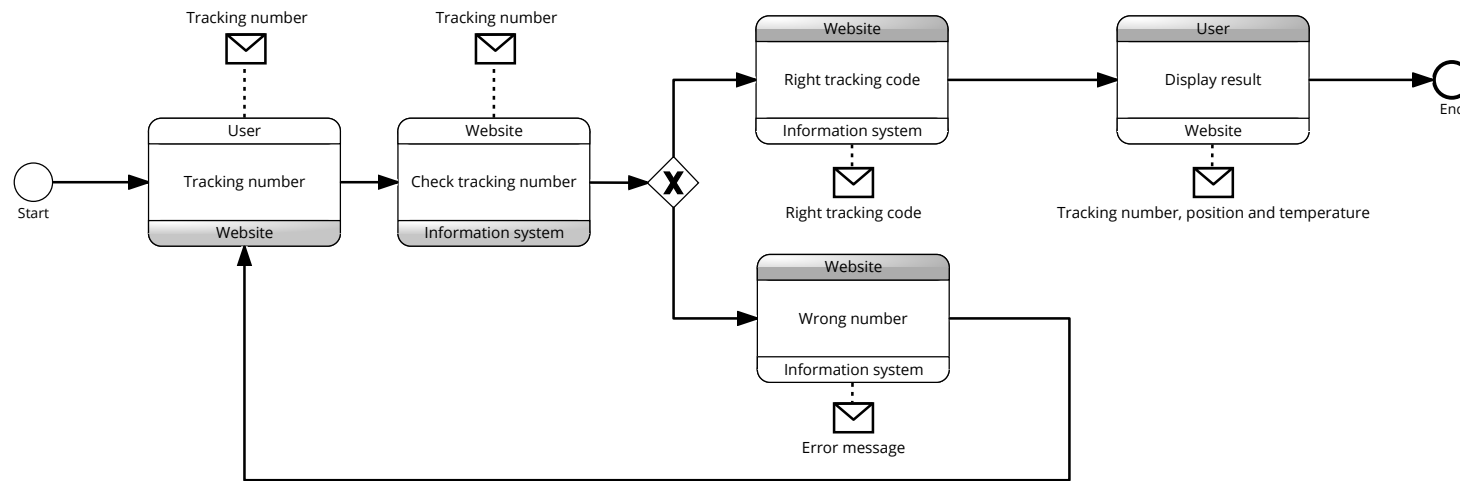 Tracking number
Tracking number
User
Tracking number
Website
Start
Website
Check tracking number
Information system
Website
Right tracking code
Information system
Right tracking code
User
Display result
Website
Tracking number, position and temperature
Website
Wrong number
Information system
Error message